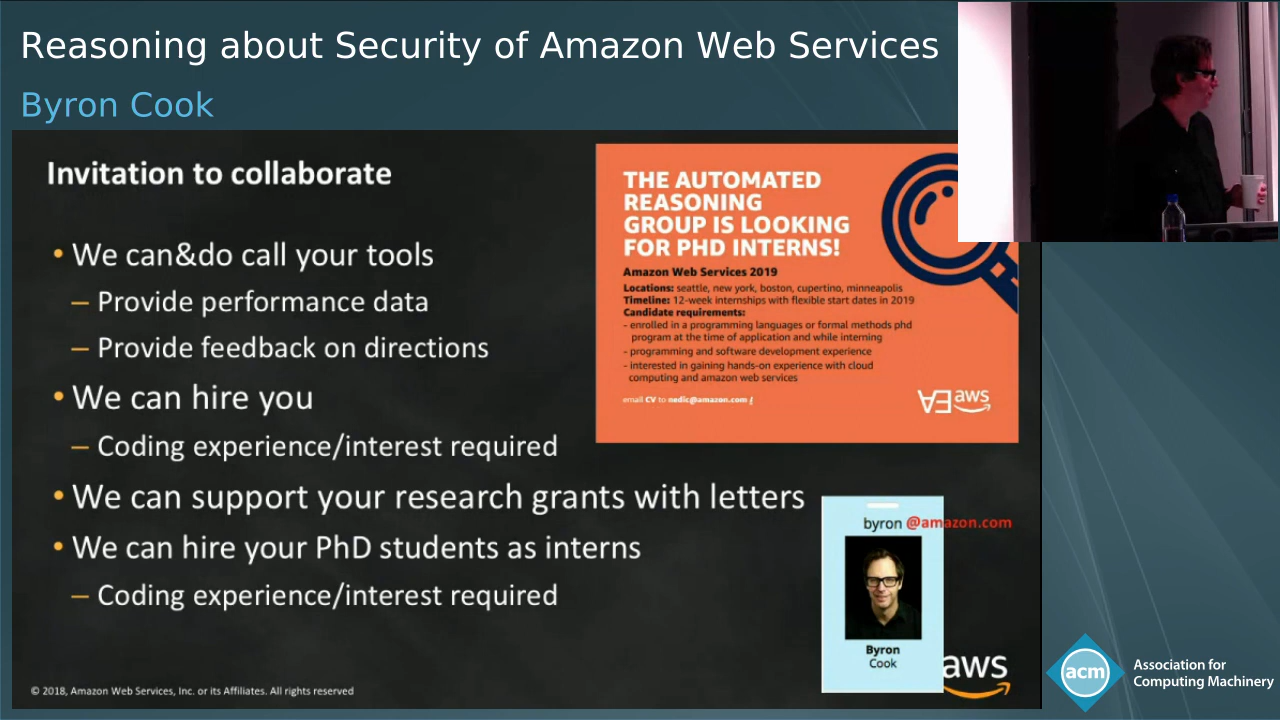 Reasoning about Security of Amazon Web Services
Byron Cook
Invitation to collaborate
• We can&do call your tools
– Provide performance data
– Provide feedback on directions
• We can hire you
– Coding experience/interest required
• We can support your research grants with letters
• We can hire your PhD students as interns
– Coding experience/interest required
THE AUTOMATED
REASONING
GROUP IS LOOKING
FOR PHD INTERNS!
Amazon Web Services 2019
Locations: seattle, new york, boston, cupertino, minneapolis
Timeline: 12-week internships with flexible start dates in 2019
Candidate requirements:
- enrolled in a programming languages or formal methods phd
program at the time of application and while interning
- programming and software development experience
- interested in gaining hands-on experience with cloud
computing and amazon web services
email CV to nedic@amazon.com
∀∃ aws
byron @amazon.com
Byron
Cook
aws
© 2018, Amazon Web Services, Inc. or its Affiliates. All rights reserved
acm
Association for
Computing Machinery